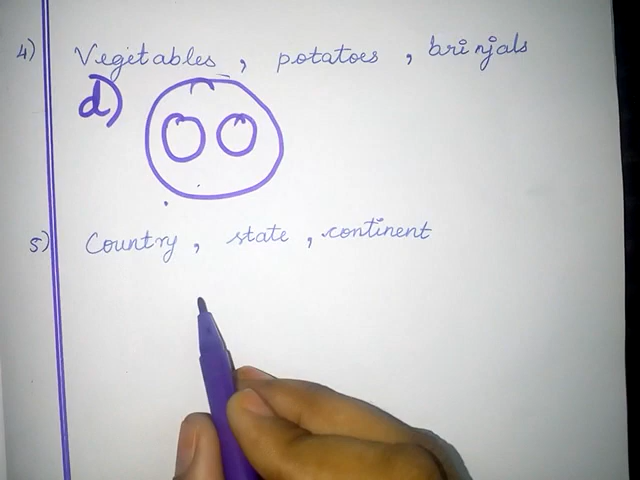 4) Vegetables , potatoes , brinjals
d)
5) Country , state , continent